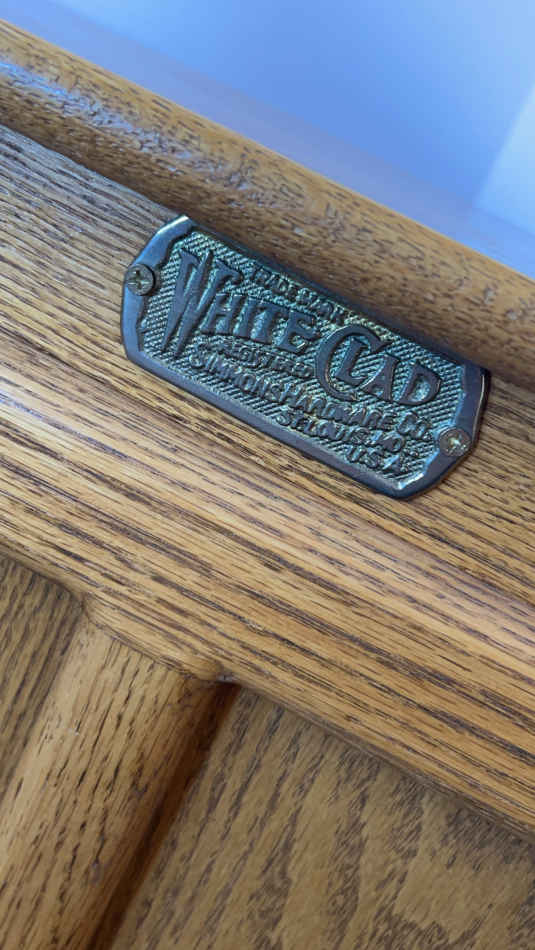 TRADE MARK
WHITE CLAD
REGISTERED
SIMMONS HARDWARE CO.
ST. LOUIS, MO.
U.S.A.